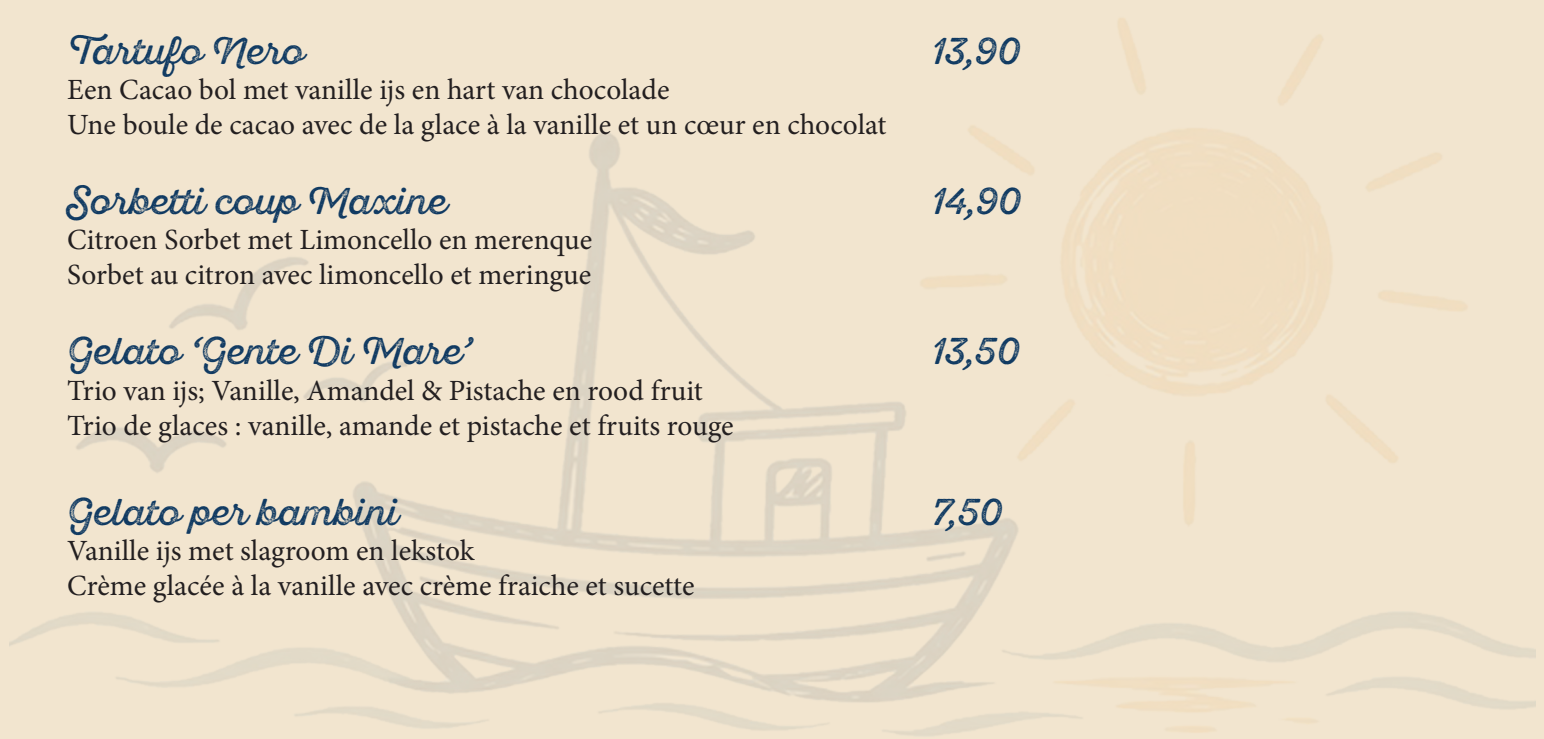 Tartufo Nero 13,90
Een Cacao bol met vanille ijs en hart van chocolade
Une boule de cacao avec de la glace à la vanille et un cœur en chocolat
Sorbetti coup Maxine 14,90
Citroen Sorbet met Limoncello en merenque
Sorbet au citron avec limoncello et meringue
Gelato ‘Gente Di Mare’ 13,50
Trio van ijs; Vanille, Amandel & Pistache en rood fruit
Trio de glaces : vanille, amande et pistache et fruits rouge
Gelato per bambini 7,50
Vanille ijs met slagroom en lekstok
Crème glacée à la vanille avec crème fraiche et sucette